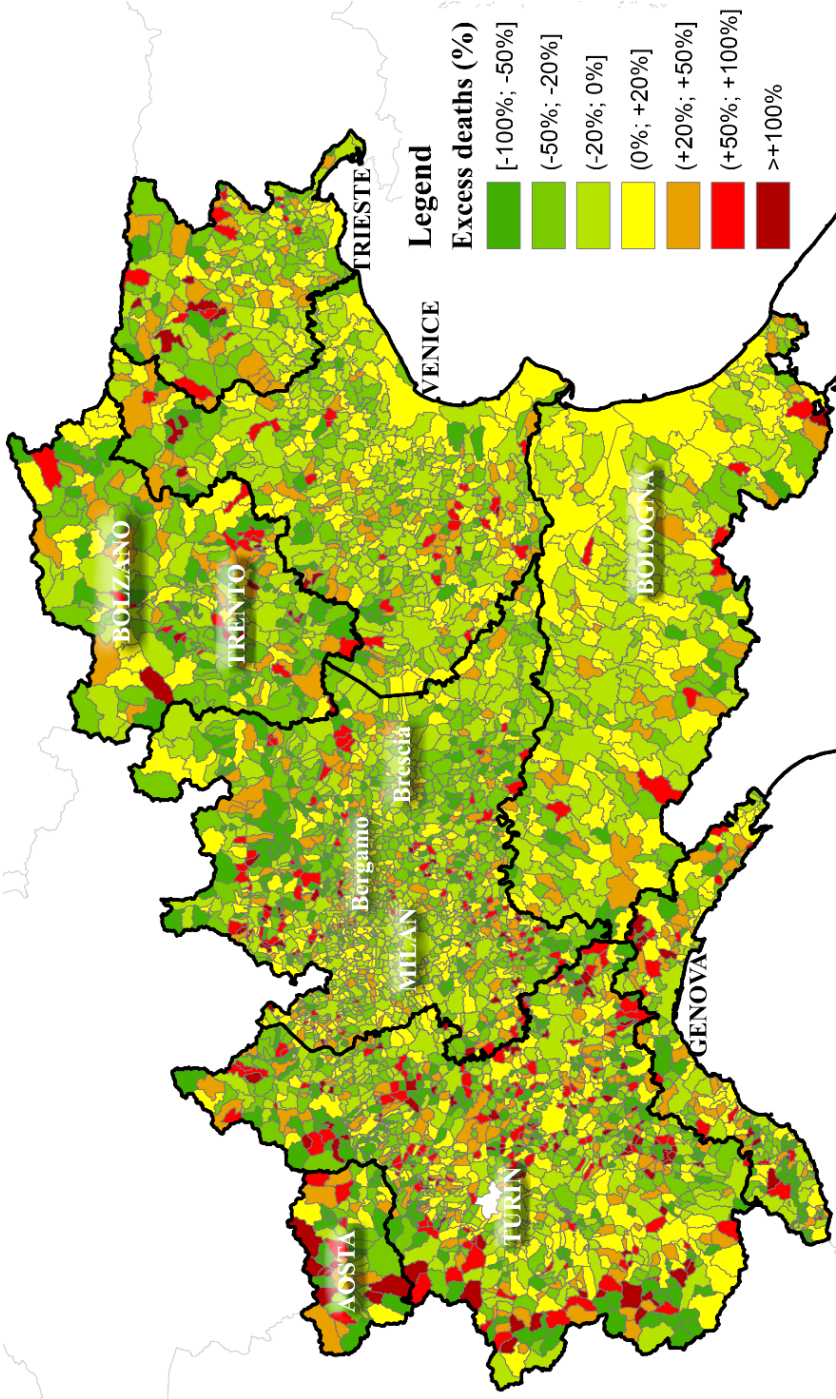 BOLZANO
TRENTO
AOSTA
Bergamo
Brescia
MILAN
TRIESTE
VENICE
TURIN
BOLOGNA
GENOVA
Legend
Excess deaths (%)
[-100%; -50%]
(-50%; -20%]
(-20%; 0%]
(0%; +20%]
(+20%; +50%]
(+50%; +100%]
>+100%